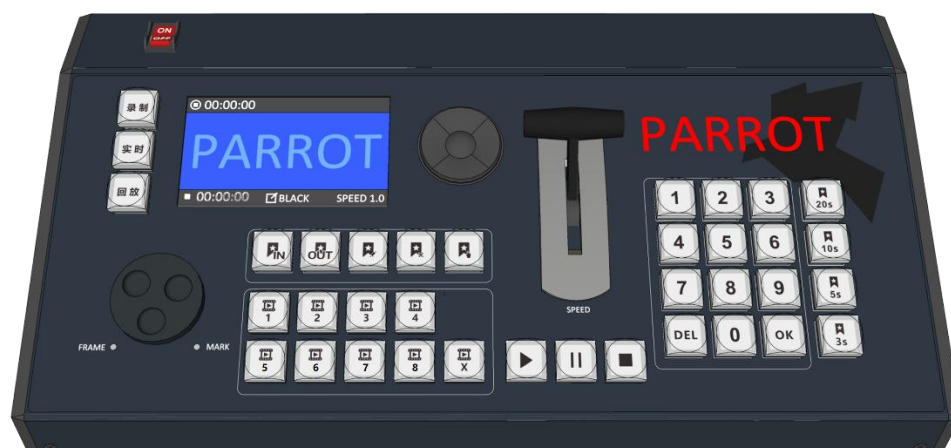 ON
OFF
录制
00:00:00
PARROT
PARROT
实时
回放
00:00:00 BLACK SPEED 1.0
1 2 3 20s
IN OUT
4 5 6 10s
7 8 9 5s
1 2 3 4
SPEED
DEL 0 OK 3s
FRAME MARK
5 6 7 8 X